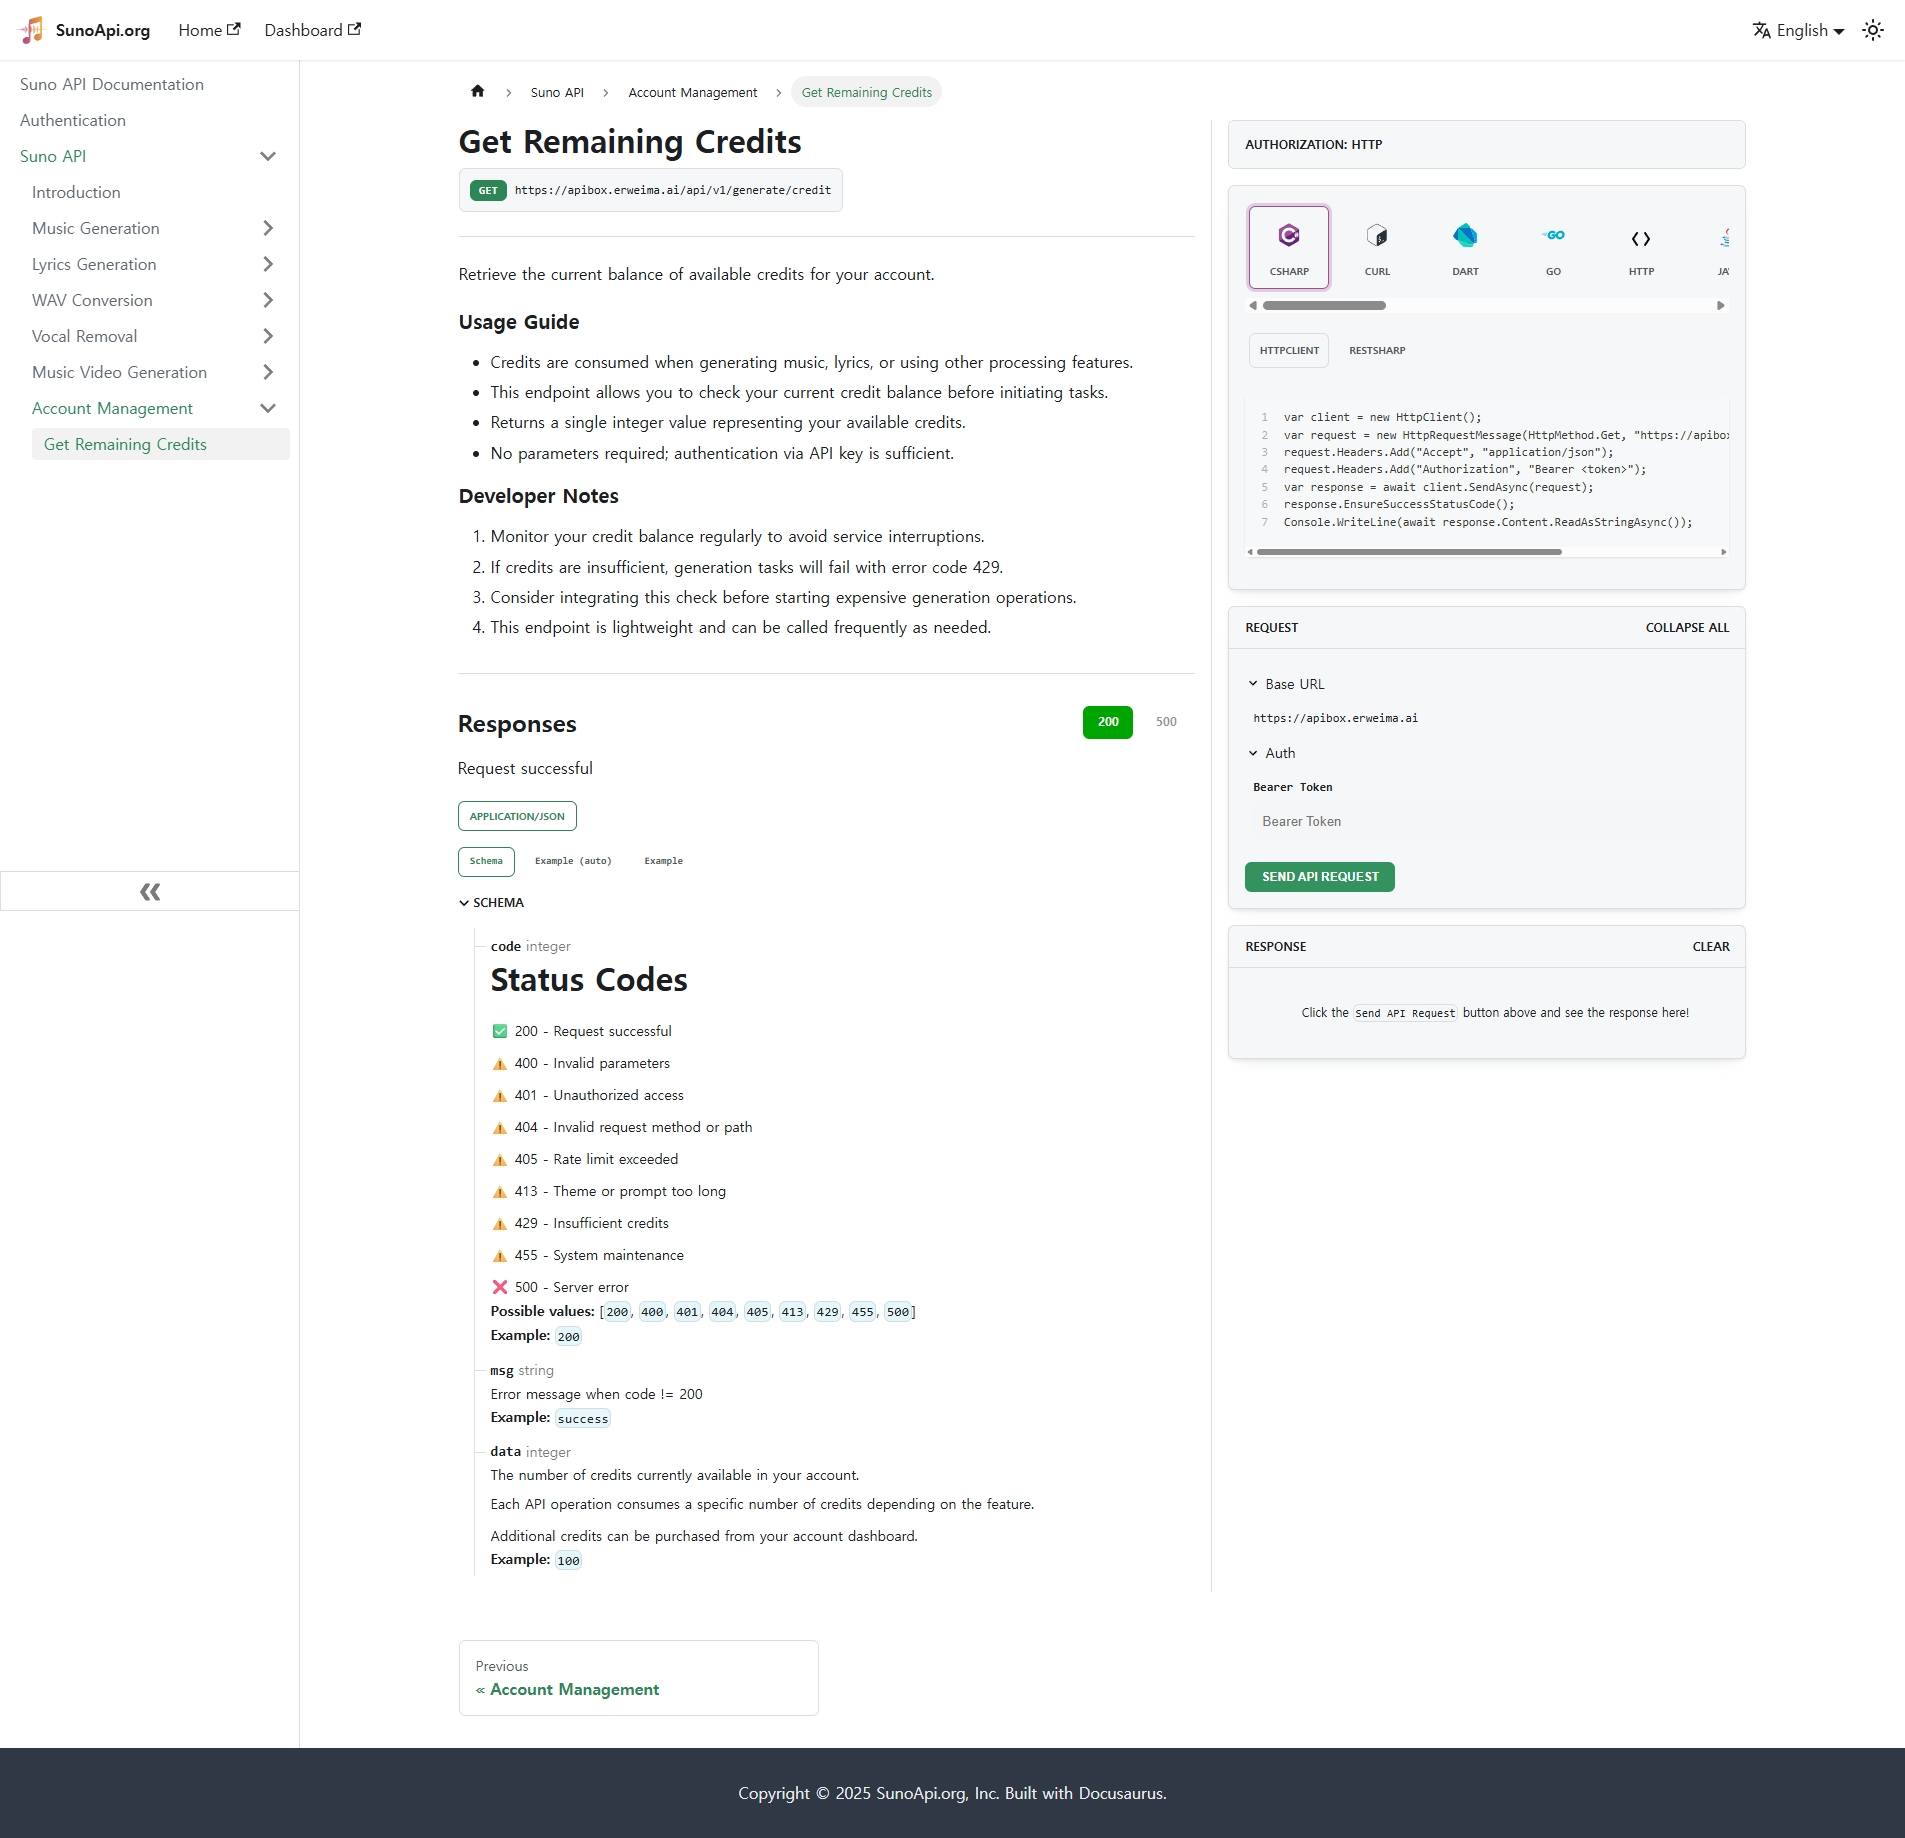 SunoApi.org
Home
Dashboard
English
Suno API Documentation
Authentication
Suno API
Introduction
Music Generation
Lyrics Generation
WAV Conversion
Vocal Removal
Music Video Generation
Account Management
Get Remaining Credits
Suno API
Account Management
Get Remaining Credits
Get Remaining Credits
GET https://apibox.erweima.ai/api/v1/generate/credit
Retrieve the current balance of available credits for your account.
Usage Guide
Credits are consumed when generating music, lyrics, or using other processing features.
This endpoint allows you to check your current credit balance before initiating tasks.
Returns a single integer value representing your available credits.
No parameters required; authentication via API key is sufficient.
Developer Notes
1. Monitor your credit balance regularly to avoid service interruptions.
2. If credits are insufficient, generation tasks will fail with error code 429.
3. Consider integrating this check before starting expensive generation operations.
4. This endpoint is lightweight and can be called frequently as needed.
Responses
200 500
Request successful
APPLICATION/JSON
Schema Example (auto) Example
SCHEMA
code integer
Status Codes
✅ 200 - Request successful
⚠️ 400 - Invalid parameters
⚠️ 401 - Unauthorized access
⚠️ 404 - Invalid request method or path
⚠️ 405 - Rate limit exceeded
⚠️ 413 - Theme or prompt too long
⚠️ 429 - Insufficient credits
⚠️ 455 - System maintenance
❌ 500 - Server error
Possible values: [200, 400, 401, 404, 405, 413, 429, 455, 500]
Example: 200
msg string
Error message when code != 200
Example: success
data integer
The number of credits currently available in your account.
Each API operation consumes a specific number of credits depending on the feature.
Additional credits can be purchased from your account dashboard.
Example: 100
Previous
« Account Management
AUTHORIZATION: HTTP
CSHARP CURL DART GO HTTP JA
HTTPCLIENT RESTSHARP
1 var client = new HttpClient();
2 var request = new HttpRequestMessage(HttpMethod.Get, "https://apibox
3 request.Headers.Add("Accept", "application/json");
4 request.Headers.Add("Authorization", "Bearer <token>");
5 var response = await client.SendAsync(request);
6 response.EnsureSuccessStatusCode();
7 Console.WriteLine(await response.Content.ReadAsStringAsync());
REQUEST COLLAPSE ALL
Base URL
https://apibox.erweima.ai
Auth
Bearer Token
Bearer Token
SEND API REQUEST
RESPONSE CLEAR
Click the Send API Request button above and see the response here!
Copyright © 2025 SunoApi.org, Inc. Built with Docusaurus.